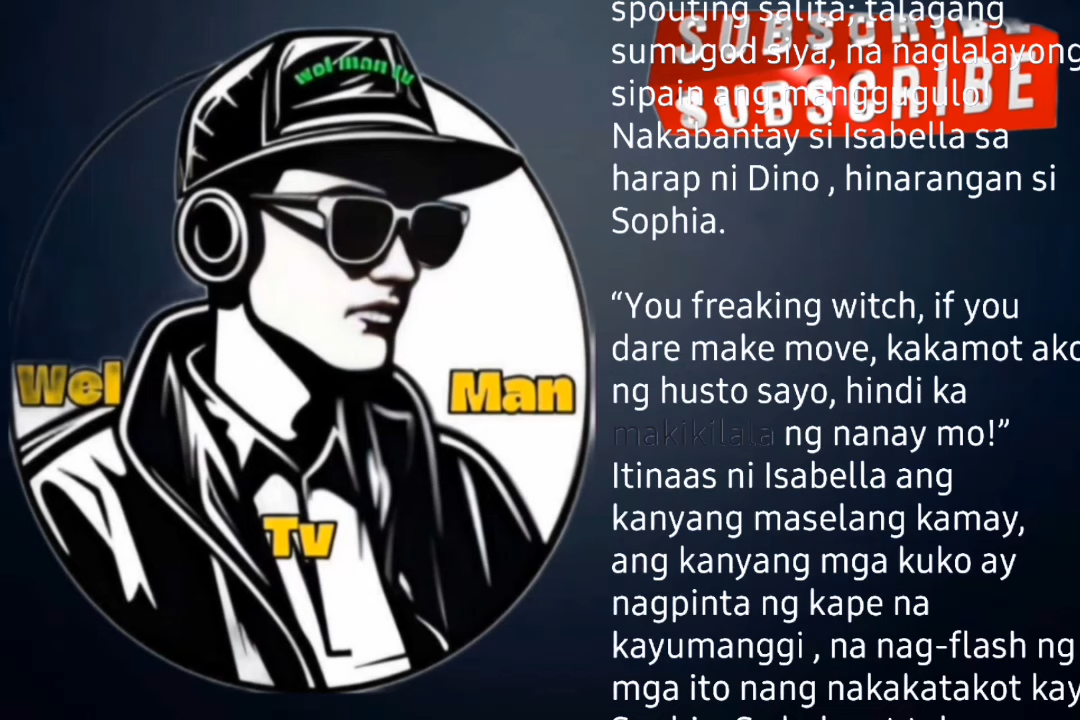 wel man tv
Wel
Man
Tv
SUBSCRIBE
SUBSCRIBE
spouting salita; talagang
sumugod siya, na naglalayong
sipain ang manggugulo!
Nakabantay si Isabella sa
harap ni Dino , hinarangan si
Sophia.
“You freaking witch, if you
dare make move, kakamot ako
ng husto sayo, hindi ka
makikilala ng nanay mo!”
Itinaas ni Isabella ang
kanyang maselang kamay,
ang kanyang mga kuko ay
nagpinta ng kape na
kayumanggi , na nag-flash ng
mga ito nang nakakatakot kay